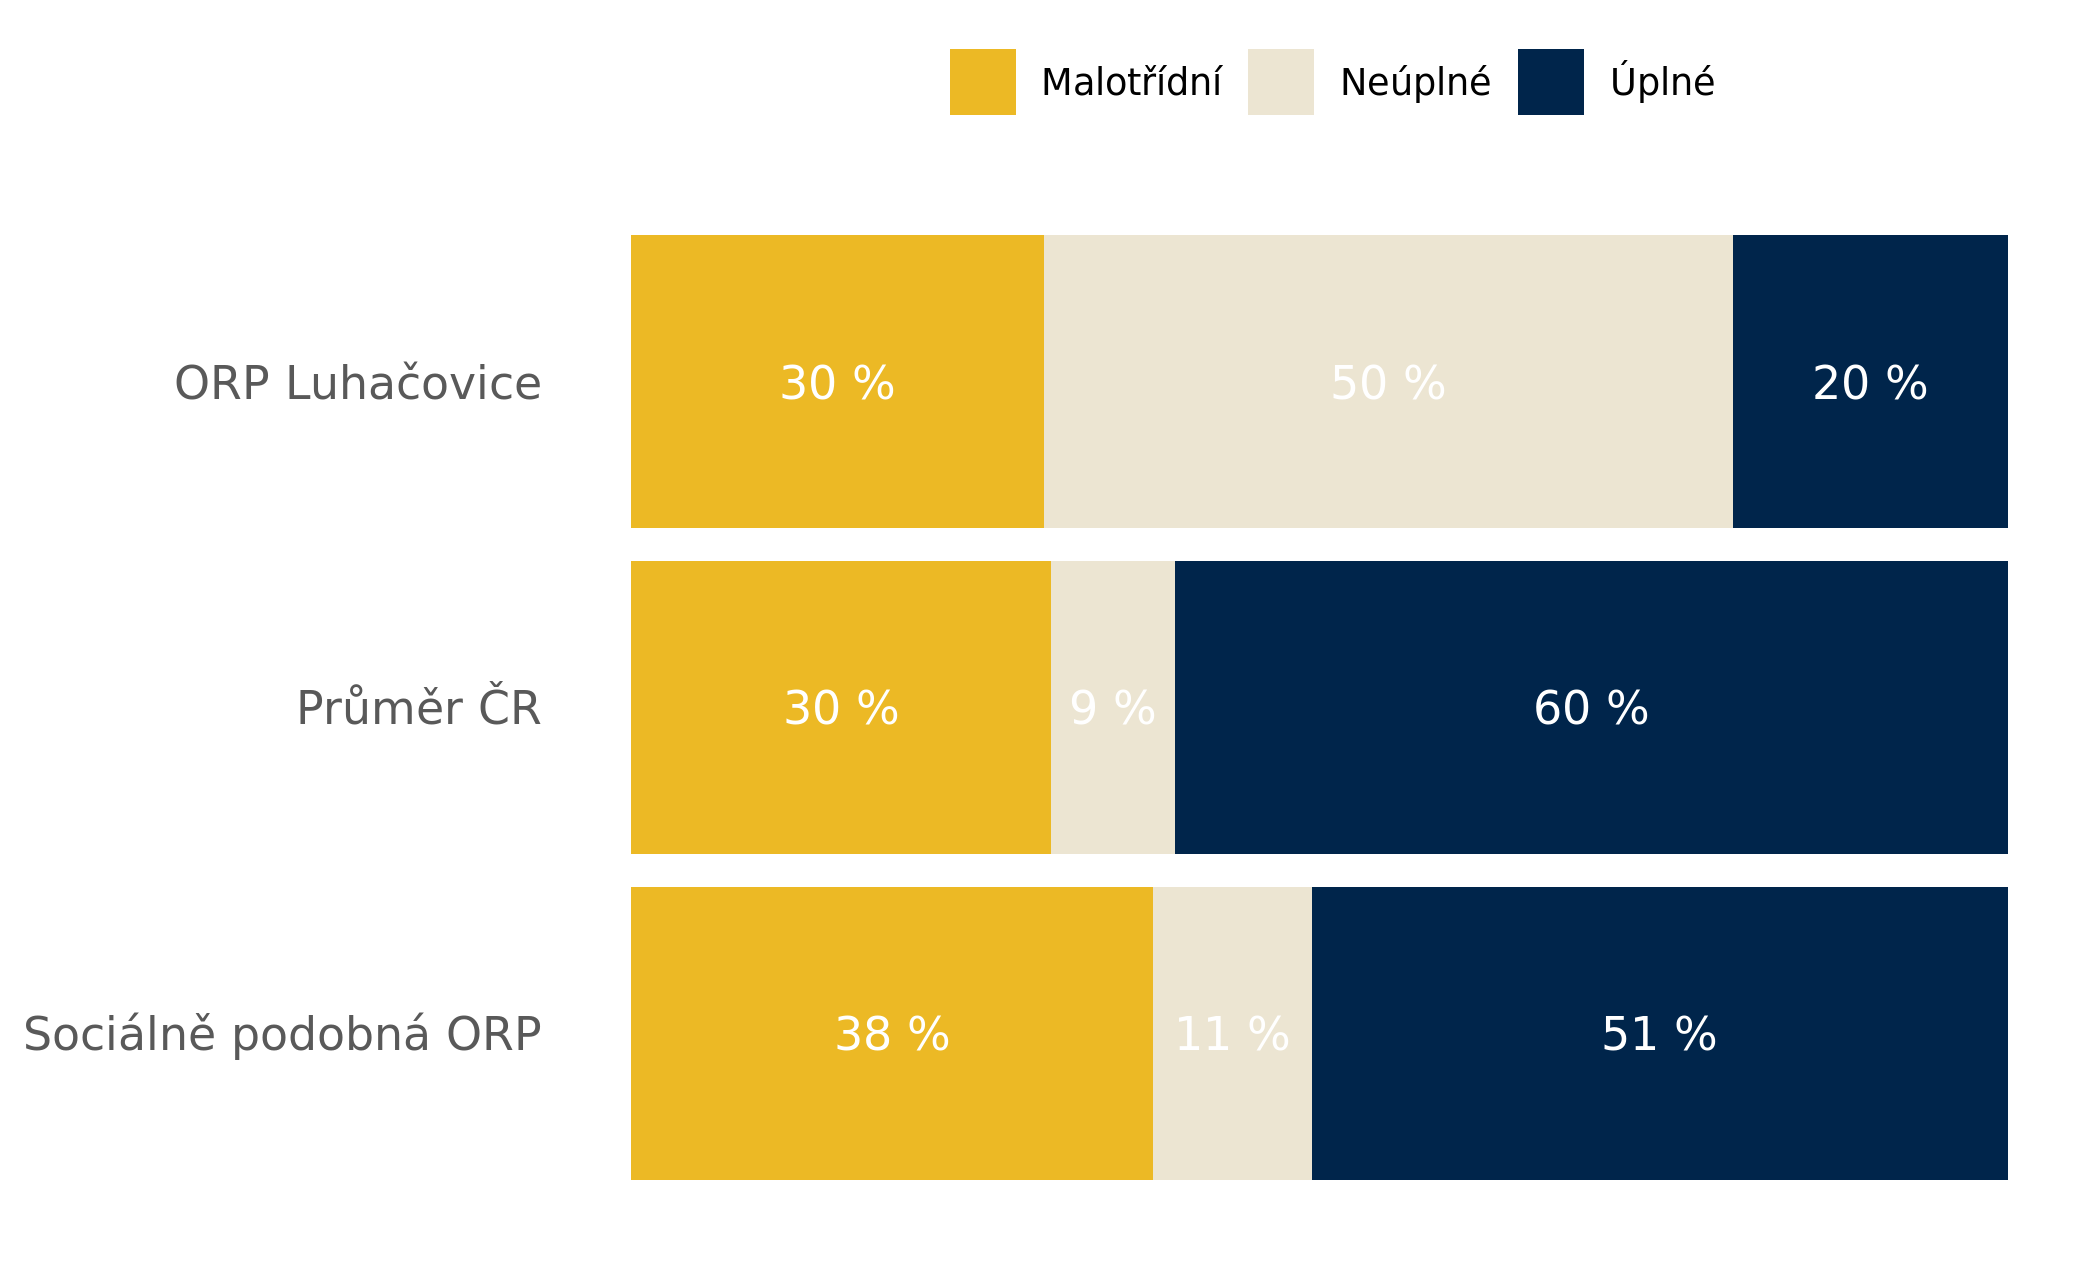 Malotřídní Neúplné Úplné
ORP Luhačovice 30 % 50 % 20 %
Průměr ČR 30 % 9 % 60 %
Sociálně podobná ORP 38 % 11 % 51 %